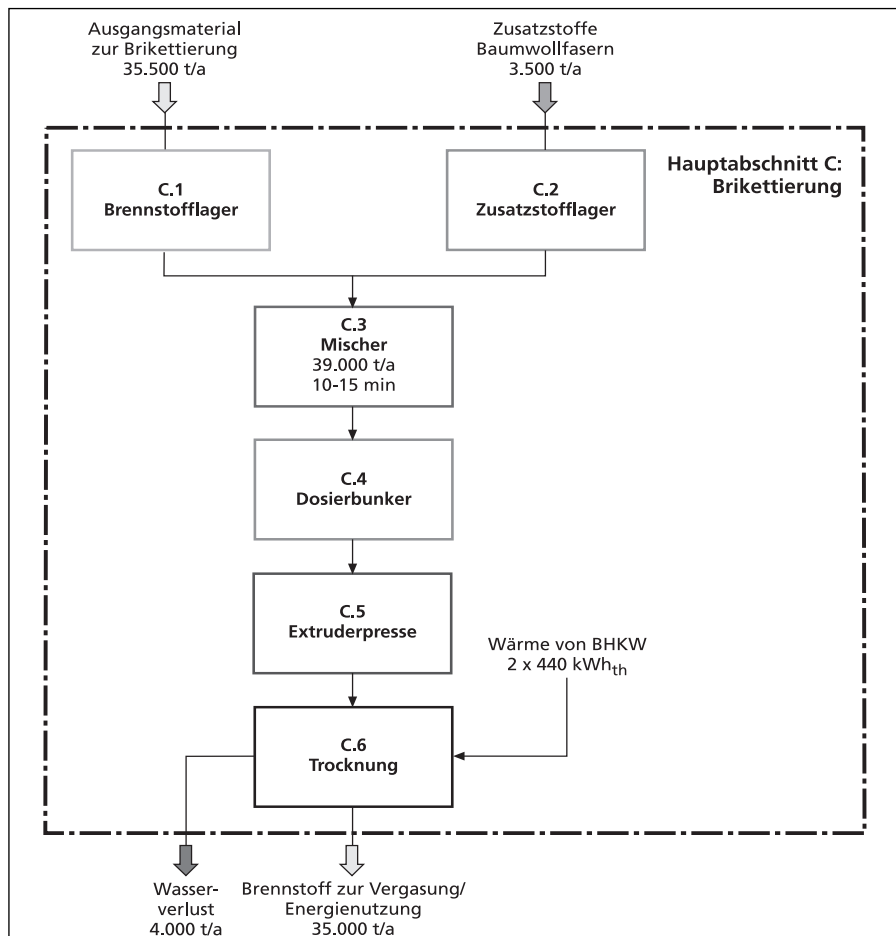 Ausgangsmaterial
zur Brikettierung
35.500 t/a
Zusatzstoffe
Baumwollfasern
3.500 t/a
Hauptabschnitt C:
Brikettierung
C.1
Brennstofflager
C.2
Zusatzstofflager
C.3
Mischer
39.000 t/a
10-15 min
C.4
Dosierbunker
C.5
Extruderpresse
Wärme von BHKW
2 x 440 kWhth
C.6
Trocknung
Wasser-
verlust
4.000 t/a
Brennstoff zur Vergasung/
Energienutzung
35.000 t/a